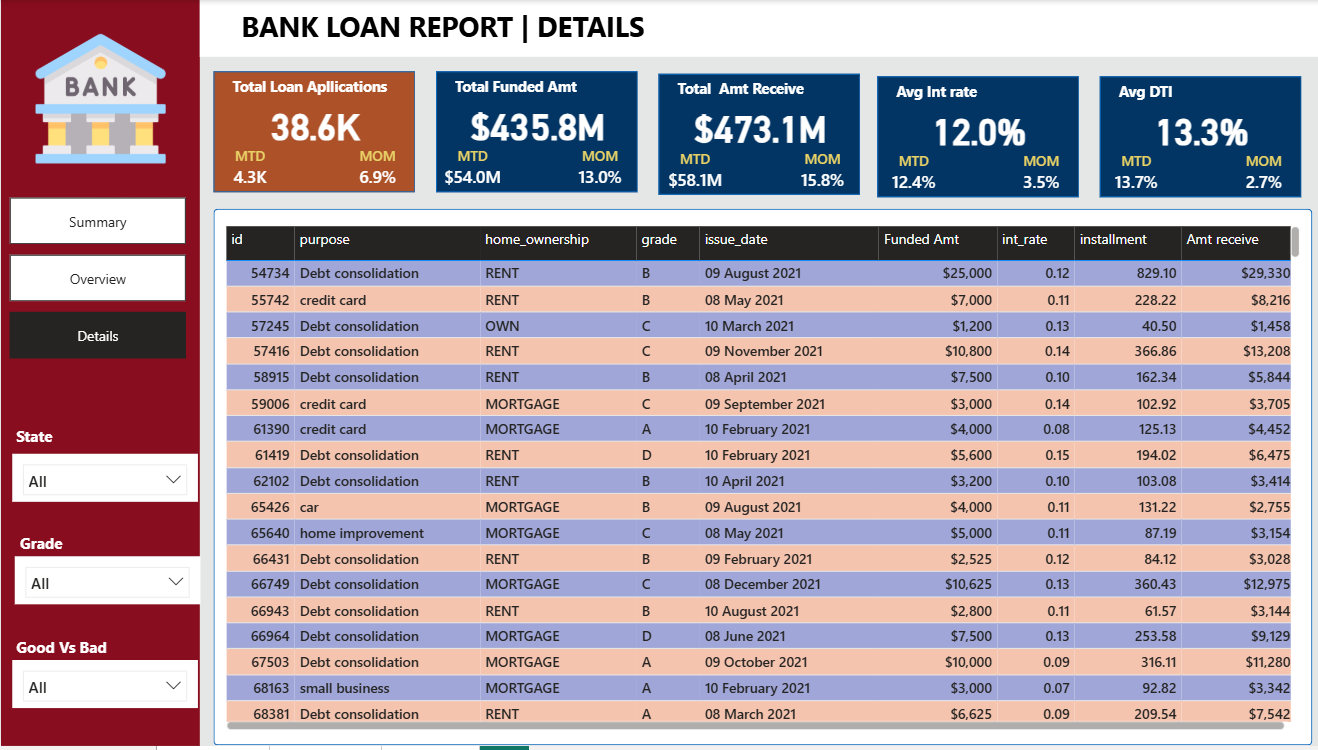 BANK LOAN REPORT | DETAILS
BANK
Total Loan Apllications
38.6K
MTD MOM
4.3K 6.9%
Total Funded Amt
$435.8M
MTD MOM
$54.0M 13.0%
Total Amt Receive
$473.1M
MTD MOM
$58.1M 15.8%
Avg Int rate
12.0%
MTD MOM
12.4% 3.5%
Avg DTI
13.3%
MTD MOM
13.7% 2.7%
Summary
Overview
Details
State
All
Grade
All
Good Vs Bad
All
id purpose home_ownership grade issue_date Funded Amt int_rate installment Amt receive
54734 Debt consolidation RENT B 09 August 2021 $25,000 0.12 829.10 $29,330
55742 credit card RENT B 08 May 2021 $7,000 0.11 228.22 $8,216
57245 Debt consolidation OWN C 10 March 2021 $1,200 0.13 40.50 $1,458
57416 Debt consolidation RENT C 09 November 2021 $10,800 0.14 366.86 $13,208
58915 Debt consolidation RENT B 08 April 2021 $7,500 0.10 162.34 $5,844
59006 credit card MORTGAGE C 09 September 2021 $3,000 0.14 102.92 $3,705
61390 credit card MORTGAGE A 10 February 2021 $4,000 0.08 125.13 $4,452
61419 Debt consolidation RENT D 10 February 2021 $5,600 0.15 194.02 $6,475
62102 Debt consolidation RENT B 10 April 2021 $3,200 0.10 103.08 $3,414
65426 car MORTGAGE B 09 August 2021 $4,000 0.11 131.22 $2,755
65640 home improvement MORTGAGE C 08 May 2021 $5,000 0.11 87.19 $3,154
66431 Debt consolidation RENT B 09 February 2021 $2,525 0.12 84.12 $3,028
66749 Debt consolidation MORTGAGE C 08 December 2021 $10,625 0.13 360.43 $12,975
66943 Debt consolidation RENT B 10 August 2021 $2,800 0.11 61.57 $3,144
66964 Debt consolidation MORTGAGE D 08 June 2021 $7,500 0.13 253.58 $9,129
67503 Debt consolidation MORTGAGE A 09 October 2021 $10,000 0.09 316.11 $11,280
68163 small business MORTGAGE A 10 February 2021 $3,000 0.07 92.82 $3,342
68381 Debt consolidation RENT A 08 March 2021 $6,625 0.09 209.54 $7,542